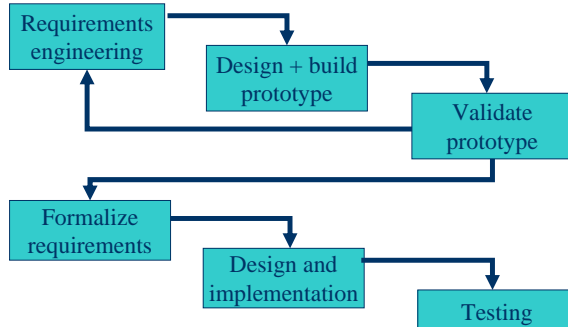 Requirements
engineering
Design + build
prototype
Validate
prototype
Formalize
requirements
Design and
implementation
Testing